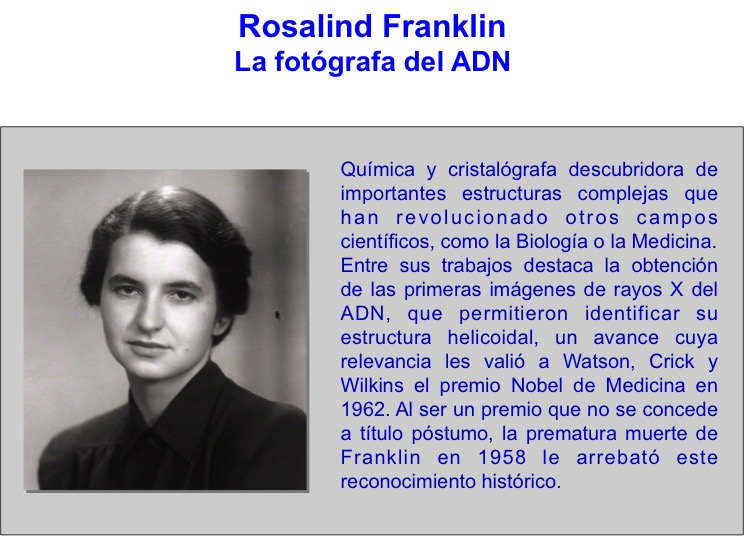 Rosalind Franklin
La fotógrafa del ADN
Química y cristalógrafa descubridora de
importantes estructuras complejas que
han revolucionado otros campos
científicos, como la Biología o la Medicina.
Entre sus trabajos destaca la obtención
de las primeras imágenes de rayos X del
ADN, que permitieron identificar su
estructura helicoidal, un avance cuya
relevancia les valió a Watson, Crick y
Wilkins el premio Nobel de Medicina en
1962. Al ser un premio que no se concede
a título póstumo, la prematura muerte de
Franklin en 1958 le arrebató este
reconocimiento histórico.